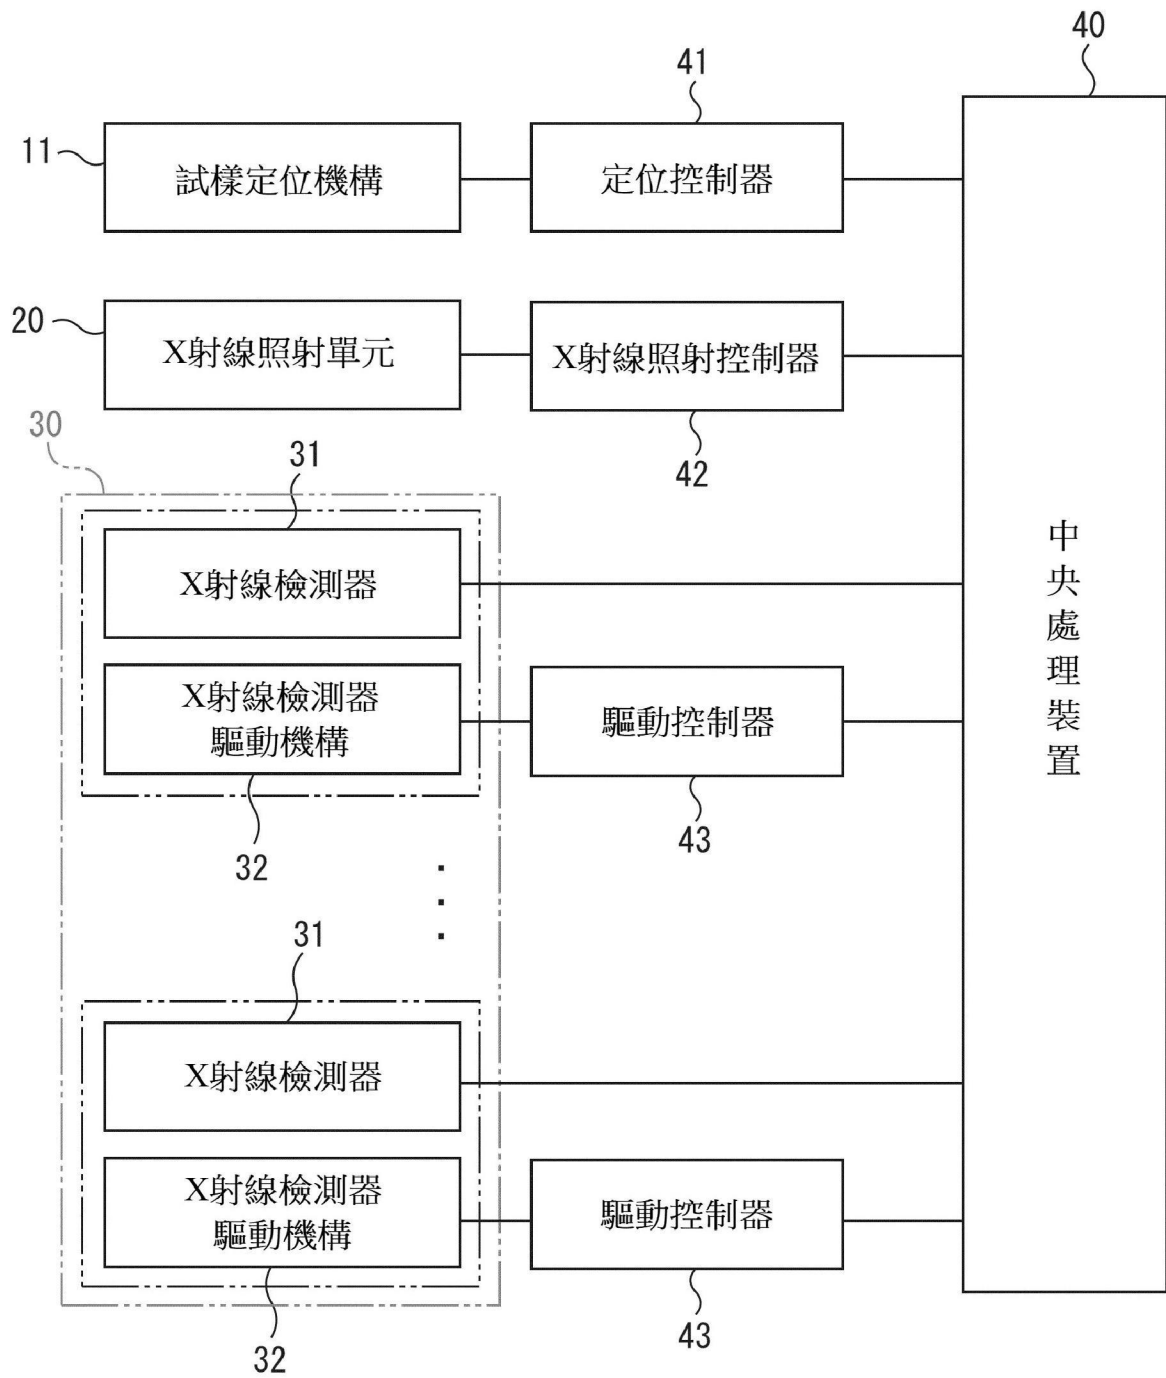 40
41
11
試樣定位機構
定位控制器
20
X射線照射單元
X射線照射控制器
30
31
42
X射線檢測器
中央處理裝置
X射線檢測器
驅動機構
驅動控制器
32
43
31
X射線檢測器
X射線檢測器
驅動機構
驅動控制器
32
43